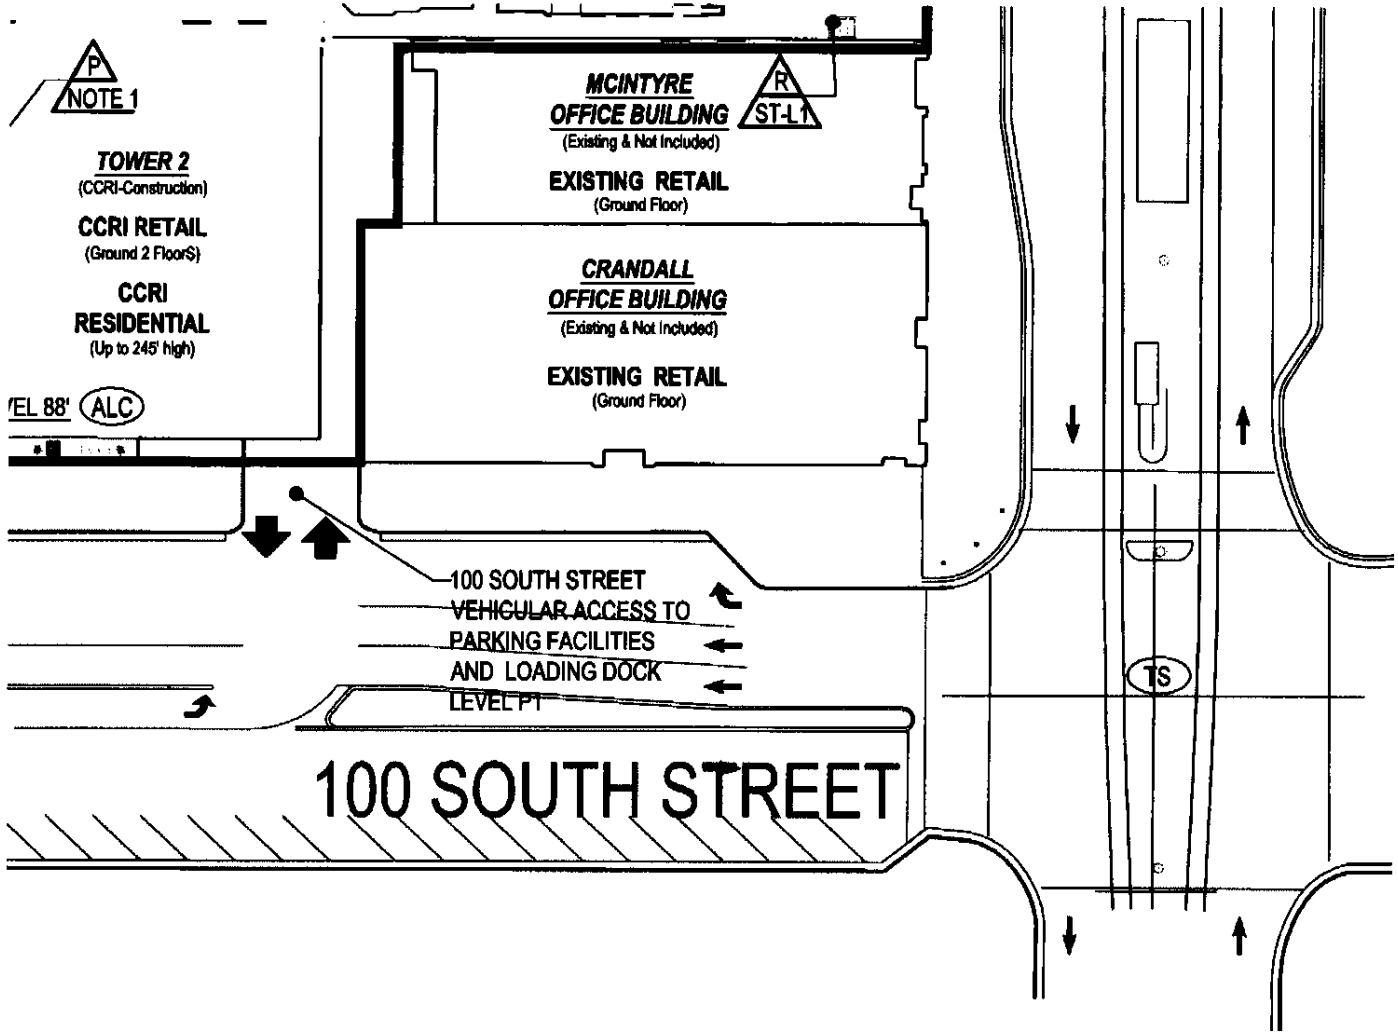 P
NOTE 1
TOWER 2
(CCRI-Construction)
CCRI RETAIL
(Ground 2 FloorS)
CCRI
RESIDENTIAL
(Up to 245' high)
VEL 88'
ALC
MCINTYRE
OFFICE BUILDING
(Existing & Not Included)
EXISTING RETAIL
(Ground Floor)
R
ST-L1
CRANDALL
OFFICE BUILDING
(Existing & Not Included)
EXISTING RETAIL
(Ground Floor)
100 SOUTH STREET
VEHICULAR ACCESS TO
PARKING FACILITIES
AND LOADING DOCK
LEVEL P1
TS
100 SOUTH STREET